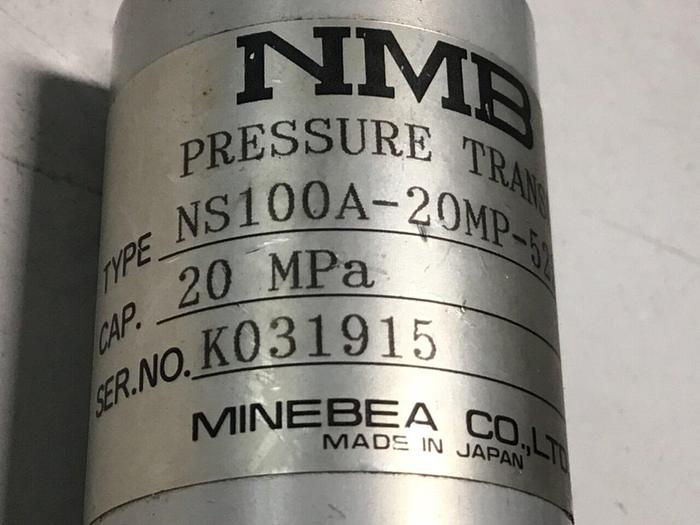 NMB
PRESSURE TRANS
TYPE NS100A-20MP-52
CAP. 20 MPa
SER.NO. K031915
MINEBEA CO.,LTD
MADE IN JAPAN